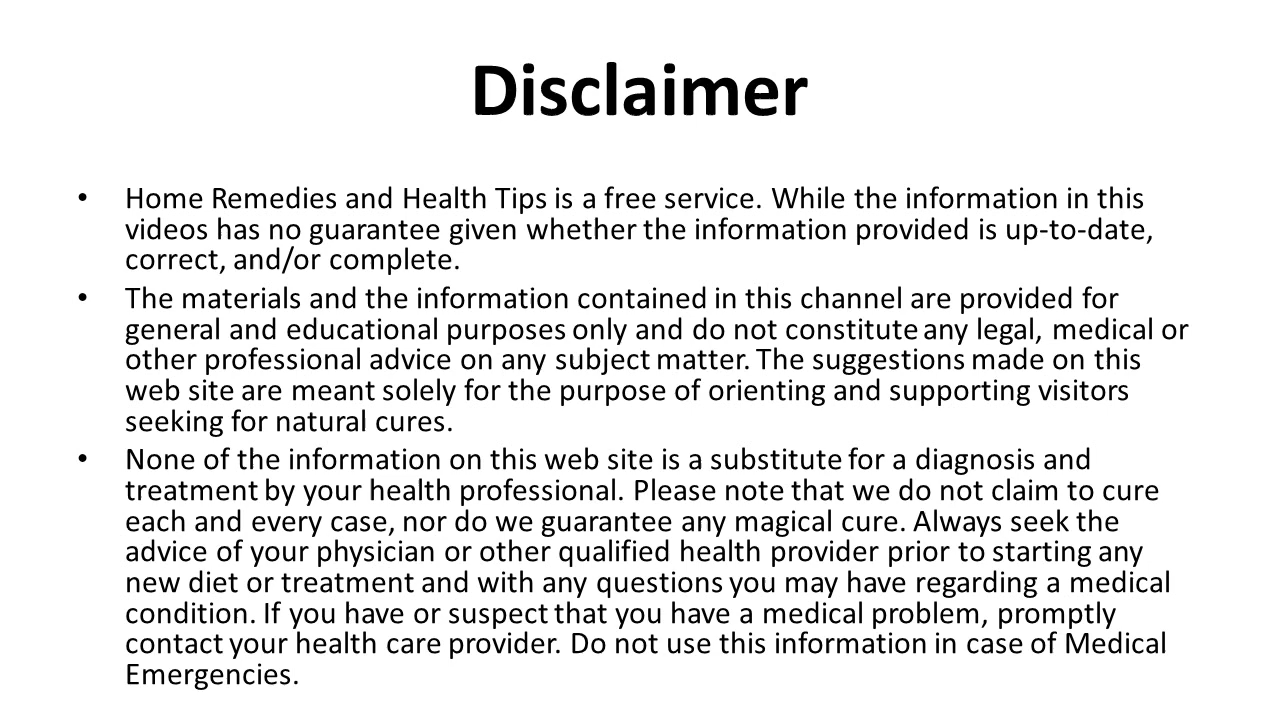 Disclaimer
• Home Remedies and Health Tips is a free service. While the information in this
videos has no guarantee given whether the information provided is up-to-date,
correct, and/or complete.
• The materials and the information contained in this channel are provided for
general and educational purposes only and do not constitute any legal, medical or
other professional advice on any subject matter. The suggestions made on this
web site are meant solely for the purpose of orienting and supporting visitors
seeking for natural cures.
• None of the information on this web site is a substitute for a diagnosis and
treatment by your health professional. Please note that we do not claim to cure
each and every case, nor do we guarantee any magical cure. Always seek the
advice of your physician or other qualified health provider prior to starting any
new diet or treatment and with any questions you may have regarding a medical
condition. If you have or suspect that you have a medical problem, promptly
contact your health care provider. Do not use this information in case of Medical
Emergencies.